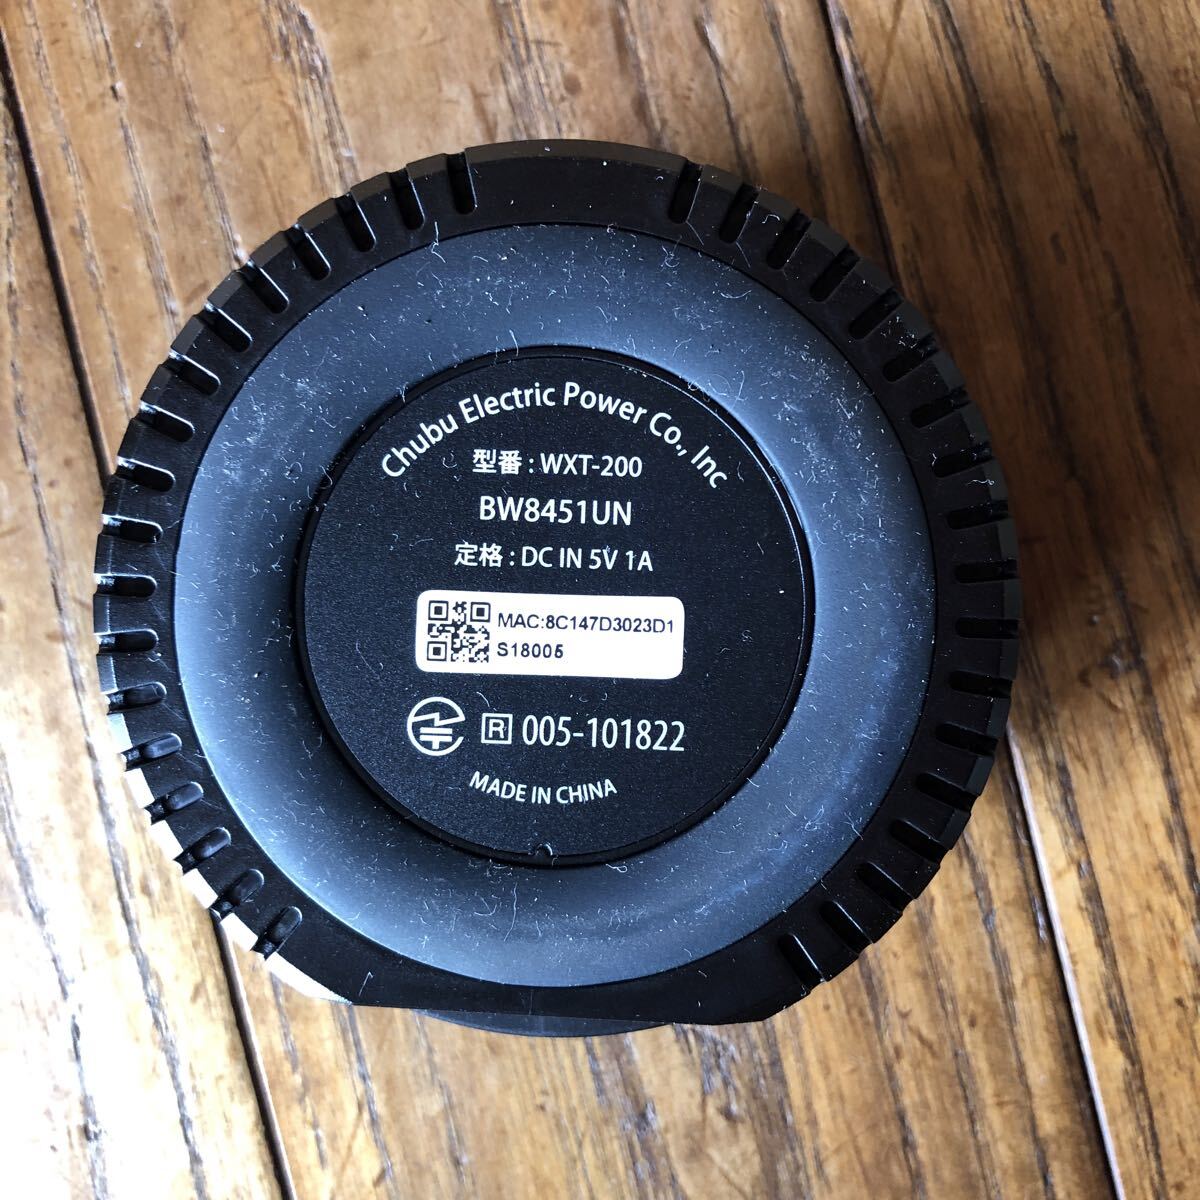 Chubu Electric Power Co., Inc
型番 : WXT-200
BW8451UN
定格 : DC IN 5V 1A
MAC:8C147D3023D1
S18005
R 005-101822
MADE IN CHINA